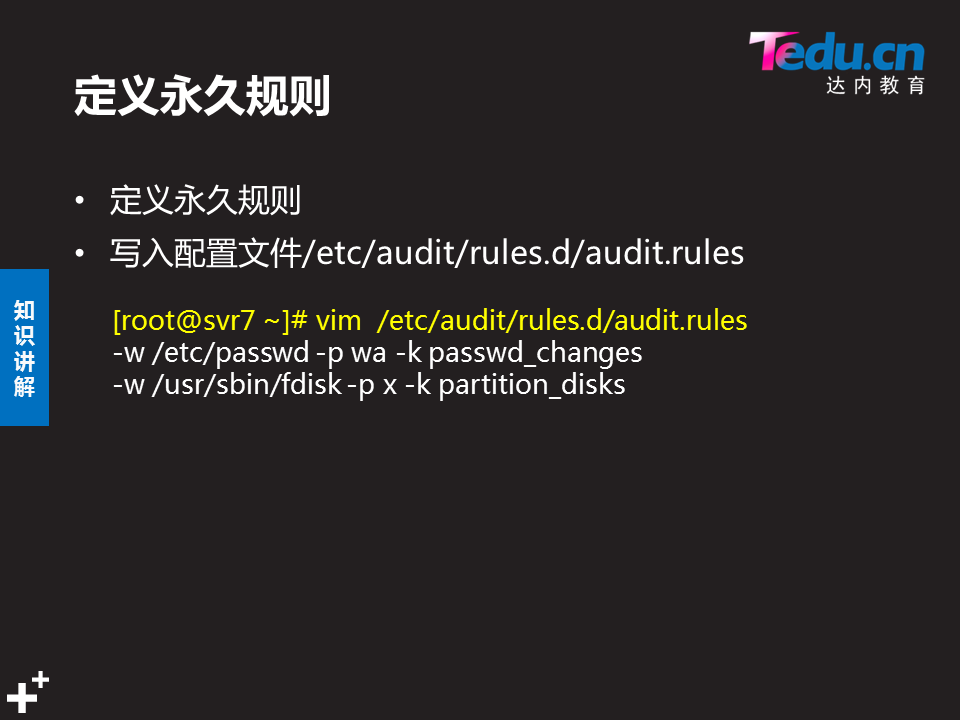 Tedu.cn
达内教育
定义永久规则
• 定义永久规则
• 写入配置文件/etc/audit/rules.d/audit.rules
知识讲解
[root@svr7 ~]# vim  /etc/audit/rules.d/audit.rules
-w /etc/passwd -p wa -k passwd_changes
-w /usr/sbin/fdisk -p x -k partition_disks